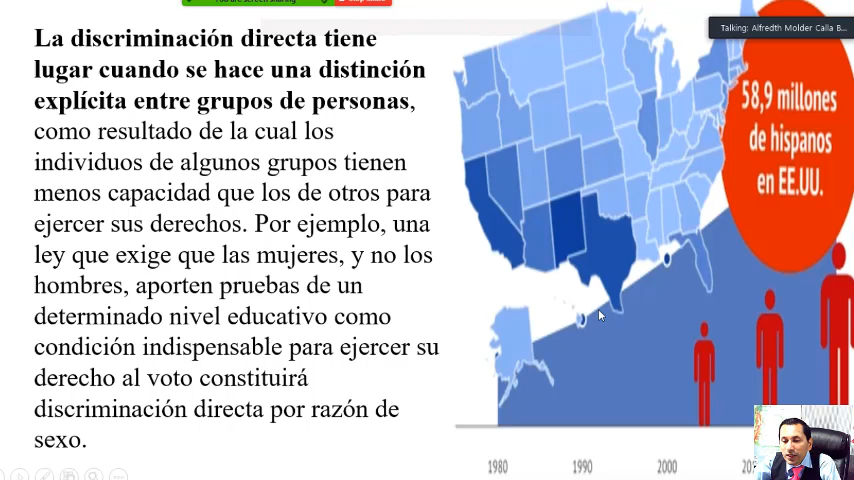 La discriminación directa tiene
lugar cuando se hace una distinción
explícita entre grupos de personas,
como resultado de la cual los
individuos de algunos grupos tienen
menos capacidad que los de otros para
ejercer sus derechos. Por ejemplo, una
ley que exige que las mujeres, y no los
hombres, aporten pruebas de un
determinado nivel educativo como
condición indispensable para ejercer su
derecho al voto constituirá
discriminación directa por razón de
sexo.
Talking: Alfredth Molder Calla B...
58,9 millones
de hispanos
en EE.UU.
1980 1990 2000